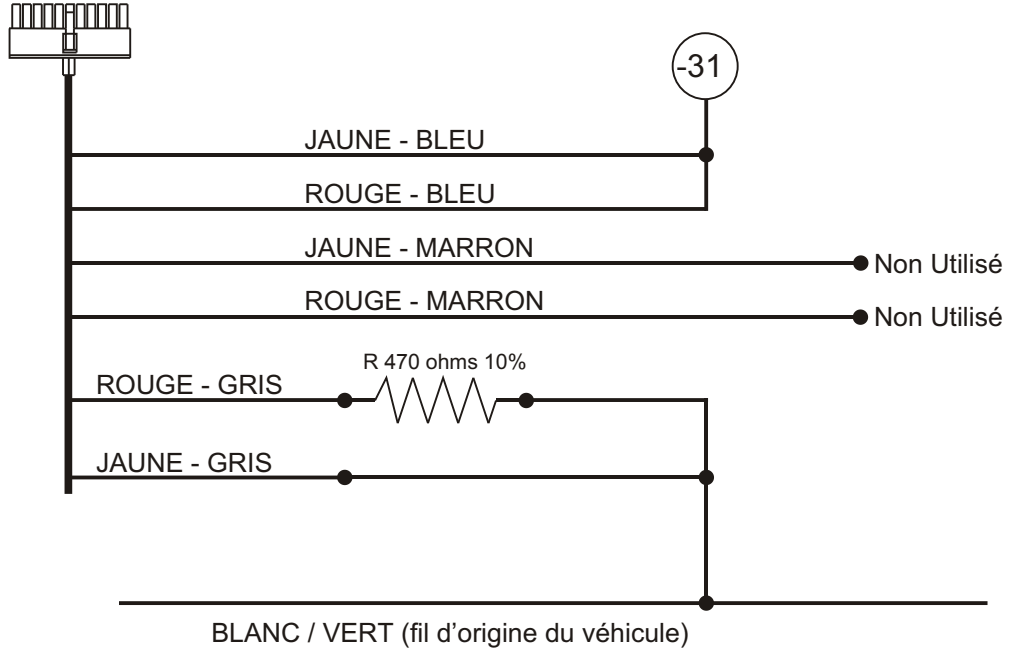 -31
JAUNE - BLEU
ROUGE - BLEU
JAUNE - MARRON
Non Utilisé
ROUGE - MARRON
Non Utilisé
R 470 ohms 10%
ROUGE - GRIS
JAUNE - GRIS
BLANC / VERT (fil d'origine du véhicule)